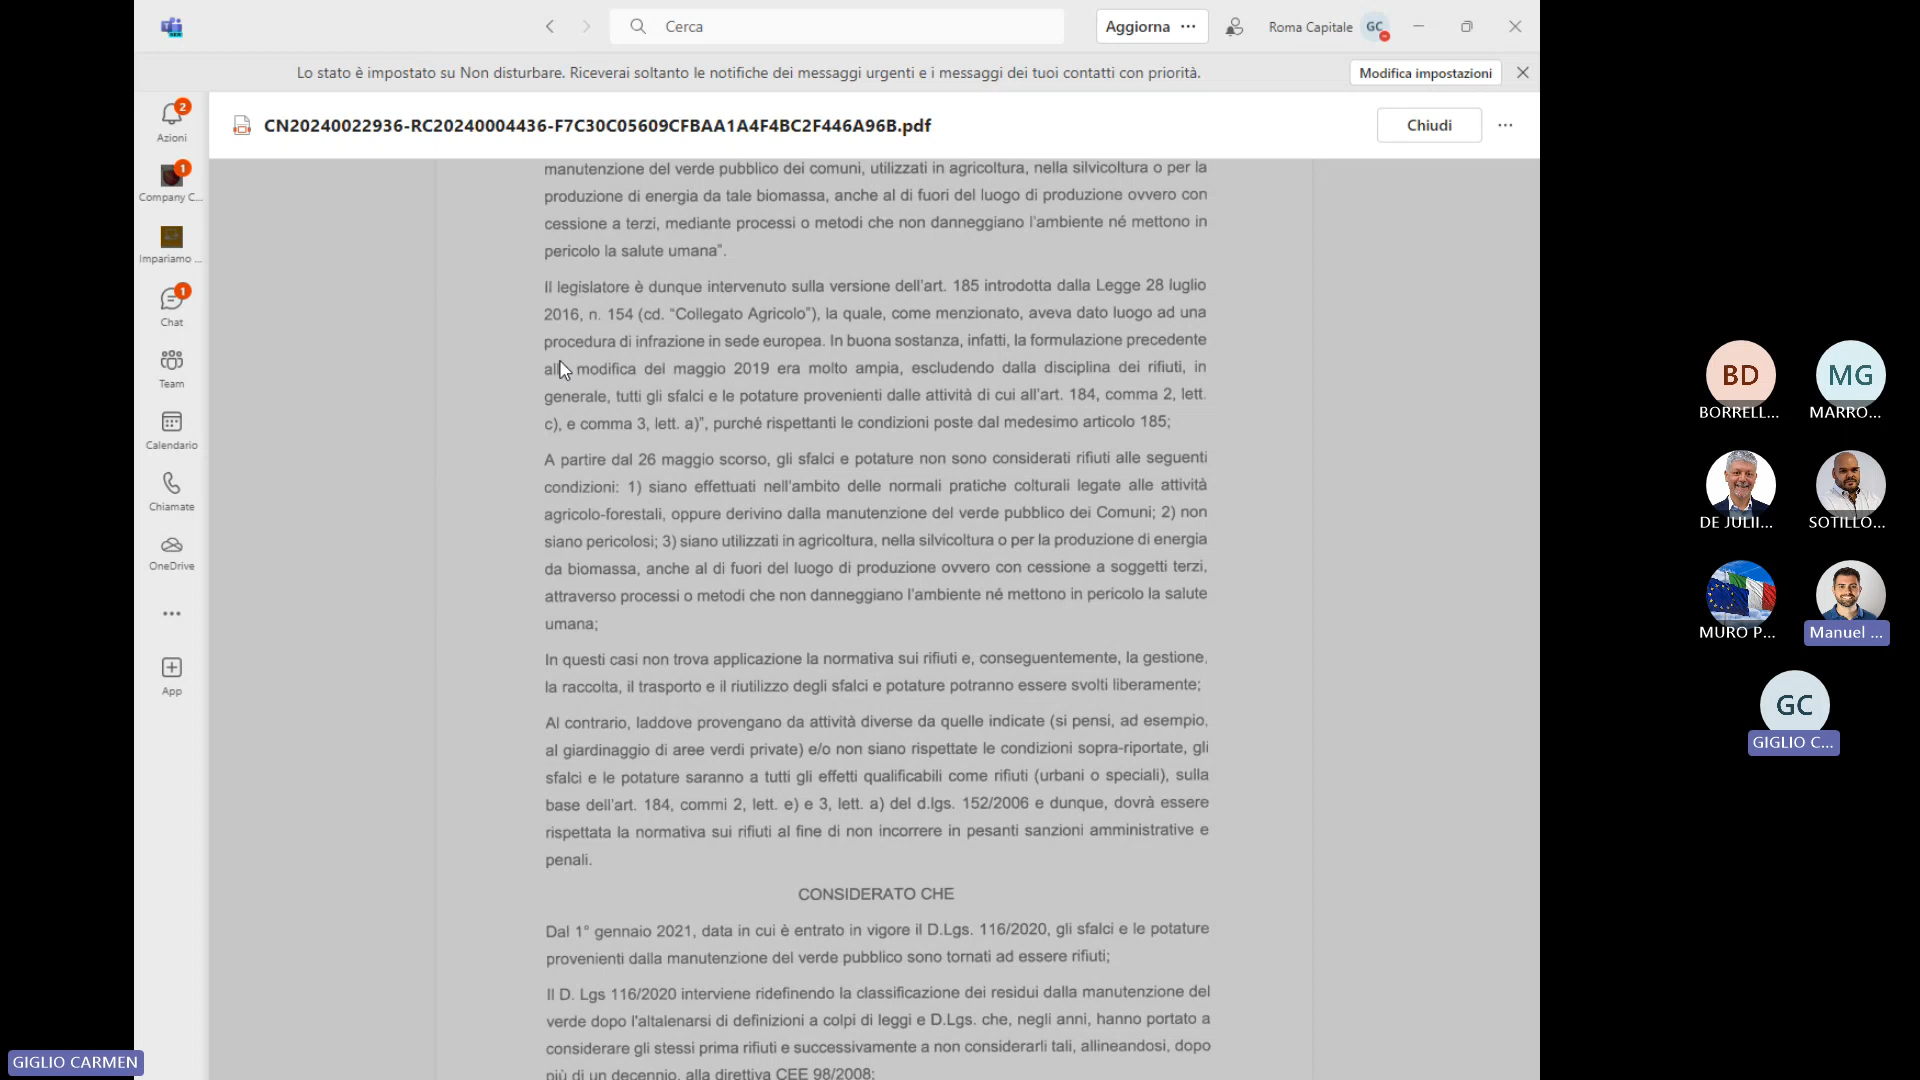 Cerca
Aggiorna
Roma Capitale
GC
Lo stato è impostato su Non disturbare. Riceverai soltanto le notifiche dei messaggi urgenti e i messaggi dei tuoi contatti con priorità.
Modifica impostazioni
2
Azioni
1
Company C...
Impariamo ...
1
Chat
Team
Calendario
Chiamate
OneDrive
App
CN20240022936-RC20240004436-F7C30C05609CFBAA1A4F4BC2F446A96B.pdf
Chiudi
manutenzione del verde pubblico dei comuni, utilizzati in agricoltura, nella silvicoltura o per la
produzione di energia da tale biomassa, anche al di fuori del luogo di produzione ovvero con
cessione a terzi, mediante processi o metodi che non danneggiano l'ambiente né mettono in
pericolo la salute umana".
Il legislatore è dunque intervenuto sulla versione dell'art. 185 introdotta dalla Legge 28 luglio
2016, n. 154 (cd. "Collegato Agricolo"), la quale, come menzionato, aveva dato luogo ad una
procedura di infrazione in sede europea. In buona sostanza, infatti, la formulazione precedente
modifica del maggio 2019 era molto ampia, escludendo dalla disciplina dei rifiuti, in
generale, tutti gli sfalci e le potature provenienti dalle attività di cui all'art. 184, comma 2, lett.
c), e comma 3, lett. a)", purché rispettanti le condizioni poste dal medesimo articolo 185;
A partire dal 26 maggio scorso, gli sfalci e potature non sono considerati rifiuti alle seguenti
condizioni: 1) siano effettuati nell'ambito delle normali pratiche colturali legate alle attività
agricolo-forestali, oppure derivino dalla manutenzione del verde pubblico dei Comuni; 2) non
siano pericolosi; 3) siano utilizzati in agricoltura, nella silvicoltura o per la produzione di energia
da biomassa, anche al di fuori del luogo di produzione ovvero con cessione a soggetti terzi,
attraverso processi o metodi che non danneggiano l'ambiente né mettono in pericolo la salute
umana;
In questi casi non trova applicazione la normativa sui rifiuti e, conseguentemente, la gestione,
la raccolta, il trasporto e il riutilizzo degli sfalci e potature potranno essere svolti liberamente;
Al contrario, laddove provengano da attività diverse da quelle indicate (si pensi, ad esempio,
al giardinaggio di aree verdi private) e/o non siano rispettate le condizioni sopra-riportate, gli
sfalci e le potature saranno a tutti gli effetti qualificabili come rifiuti (urbani o speciali), sulla
base dell'art. 184, commi 2, lett. e) e 3, lett. a) del d.lgs. 152/2006 e dunque, dovrà essere
rispettata la normativa sui rifiuti al fine di non incorrere in pesanti sanzioni amministrative e
penali.
CONSIDERATO CHE
Dal 1° gennaio 2021, data in cui è entrato in vigore il D.Lgs. 116/2020, gli sfalci e le potature
provenienti dalla manutenzione del verde pubblico sono tornati ad essere rifiuti;
Il D. Lgs 116/2020 interviene ridefinendo la classificazione dei residui dalla manutenzione del
verde dopo l'altalenarsi di definizioni a colpi di leggi e D.Lgs. che, negli anni, hanno portato a
considerare gli stessi prima rifiuti e successivamente a non considerarli tali, allineandosi, dopo
più di un decennio, alla direttiva CEE 98/2008;
BD
BORRELL...
MG
MARRO...
DE JULII...
SOTILLO...
MURO P...
Manuel ...
GC
GIGLIO C...
GIGLIO CARMEN